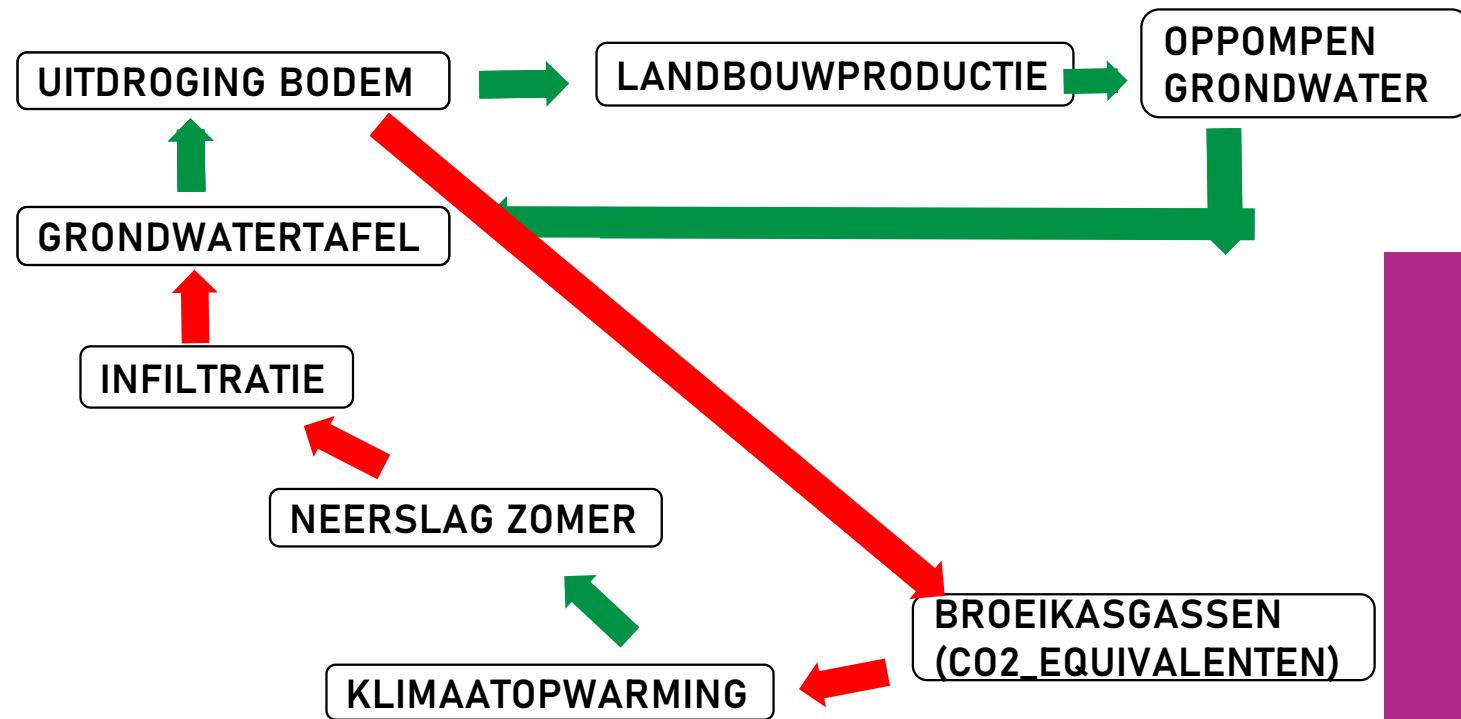 UITDROGING BODEM
LANDBOUWPRODUCTIE
OPPOMPEN
GRONDWATER
GRONDWATERTAFEL
INFILTRATIE
NEERSLAG ZOMER
BROEIKASGASSEN
(CO2_EQUIVALENTEN)
KLIMAATOPWARMING